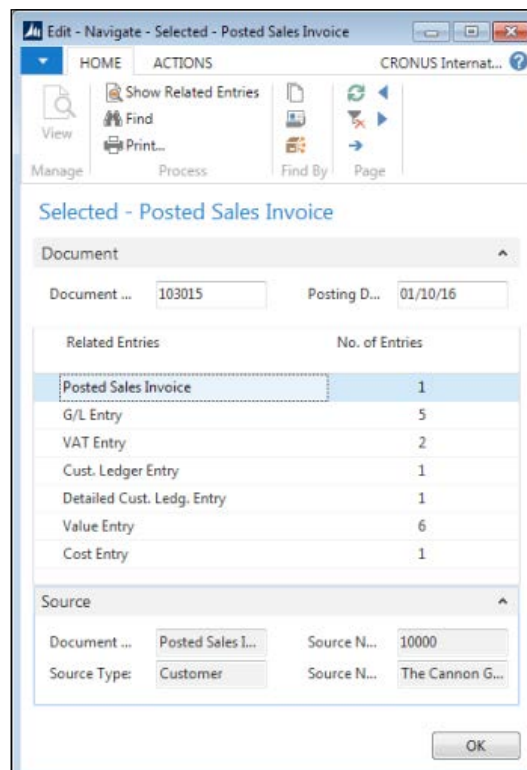 Edit - Navigate - Selected - Posted Sales Invoice
HOME ACTIONS CRONUS Internat...
View
Show Related Entries
Find
Print...
Manage Process Find By Page
Selected - Posted Sales Invoice
Document
Document ... 103015 Posting D... 01/10/16
Related Entries No. of Entries
Posted Sales Invoice 1
G/L Entry 5
VAT Entry 2
Cust. Ledger Entry 1
Detailed Cust. Ledg. Entry 1
Value Entry 6
Cost Entry 1
Source
Document ... Posted Sales I... Source N... 10000
Source Type: Customer Source N... The Cannon G...
OK